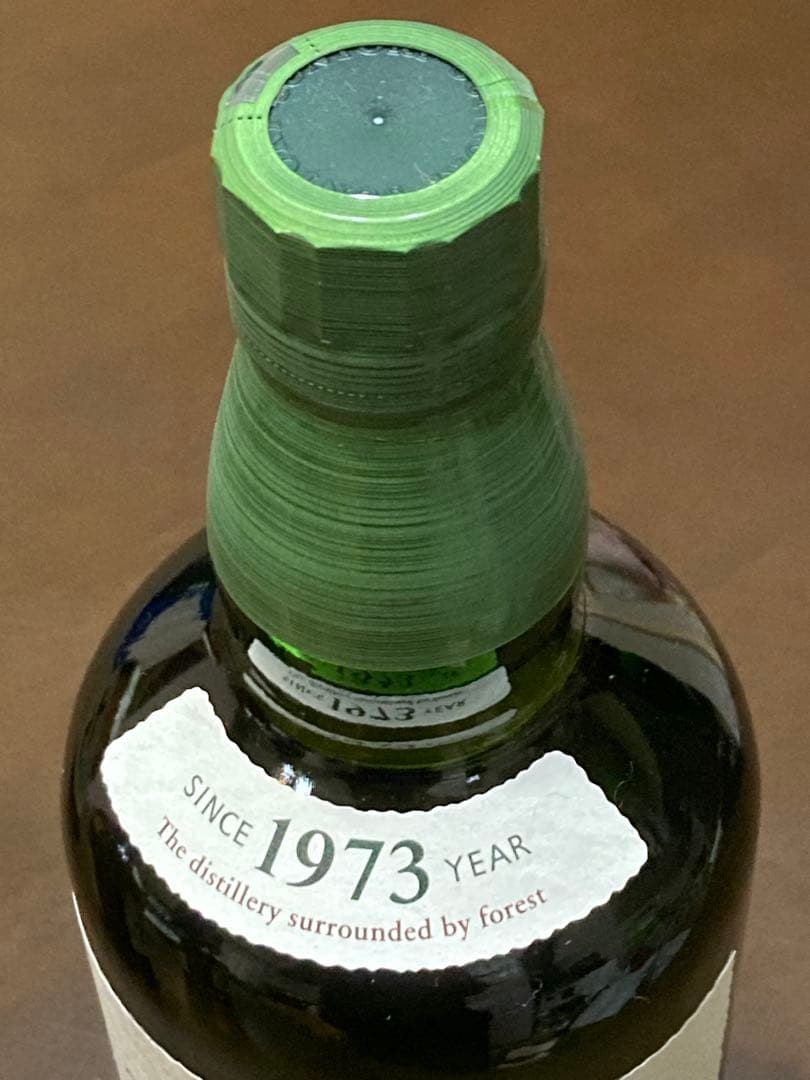 SINCE 1973 YEAR
The distillery surrounded by forest